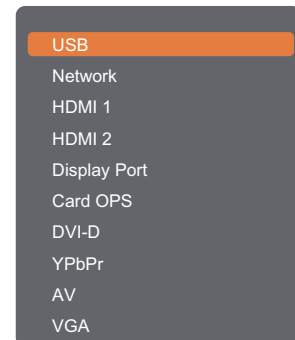 USB
Network
HDMI 1
HDMI 2
Display Port
Card OPS
DVI-D
YPbPr
AV
VGA